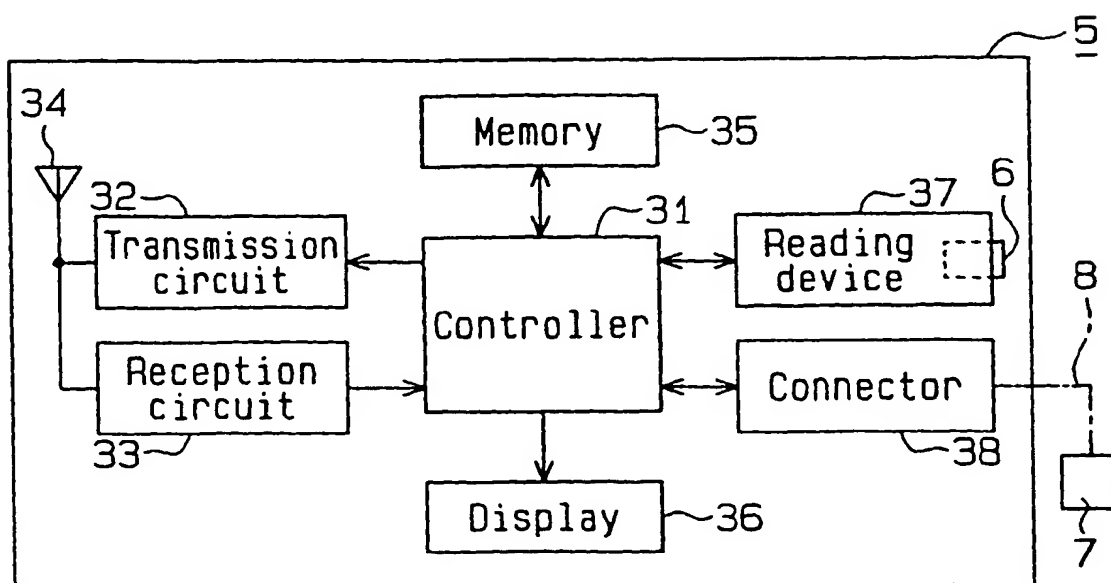 5
34
Memory
35
32
31
37
6
Transmission
circuit
Reading
device
8
Controller
Reception
circuit
Connector
33
38
Display
36
7